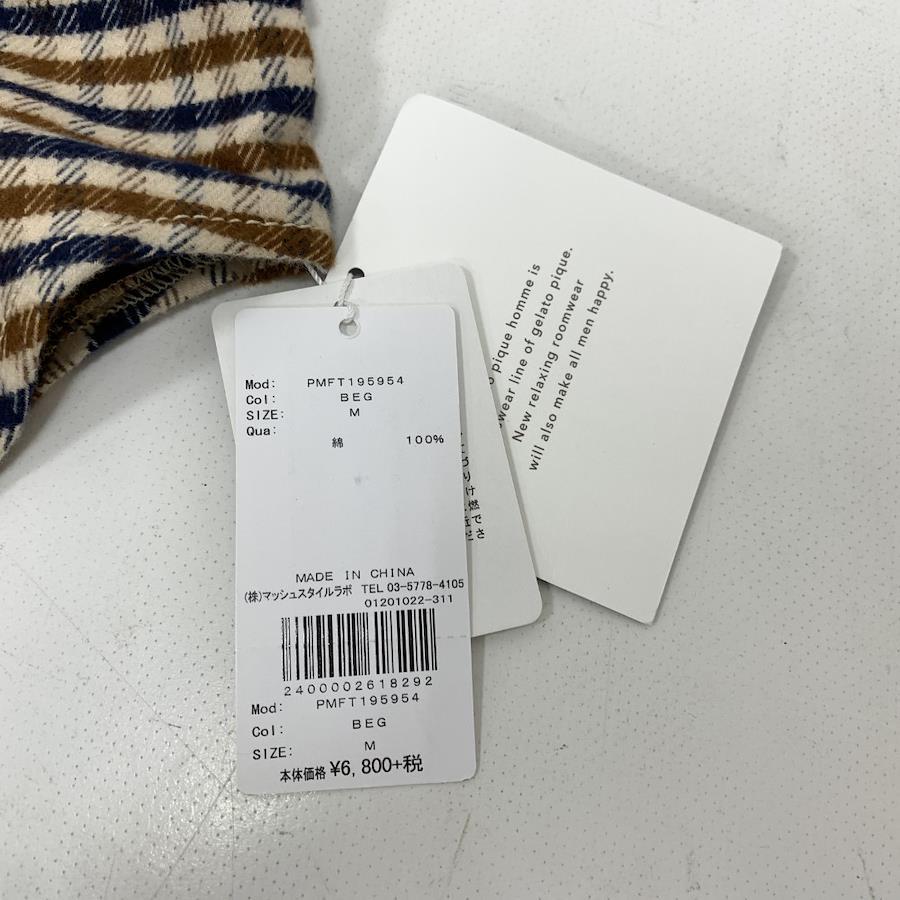 Mod: PMFT195954
Col: BEG
SIZE: M
Qua:
綿 100%
MADE IN CHINA
(株)マッシュスタイルラボ TEL 03-5778-4105
01201022-311
2400002618292
Mod: PMFT195954
Col: BEG
SIZE: M
本体価格 ¥6,800+税
pique homme is
line of gelato pique.
New relaxing roomwear
will also make all men happy.